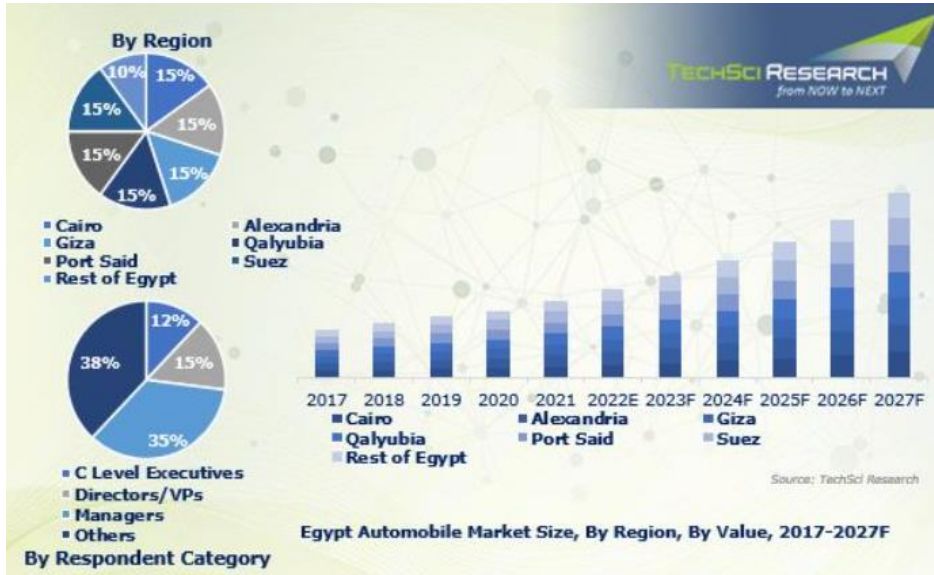 By Region
TECHSCI RESEARCH
from NOW to NEXT
10%
15%
15%
15%
15%
15%
15%
Cairo Alexandria
Giza Qalyubia
Port Said Suez
Rest of Egypt
12%
15%
35%
38%
C Level Executives
Directors/VPs
Managers
Others
By Respondent Category
2017 2018 2019 2020 2021 2022E 2023F 2024F 2025F 2026F 2027F
Cairo Alexandria Giza
Qalyubia Port Said Suez
Rest of Egypt
Source: TechSci Research
Egypt Automobile Market Size, By Region, By Value, 2017-2027F